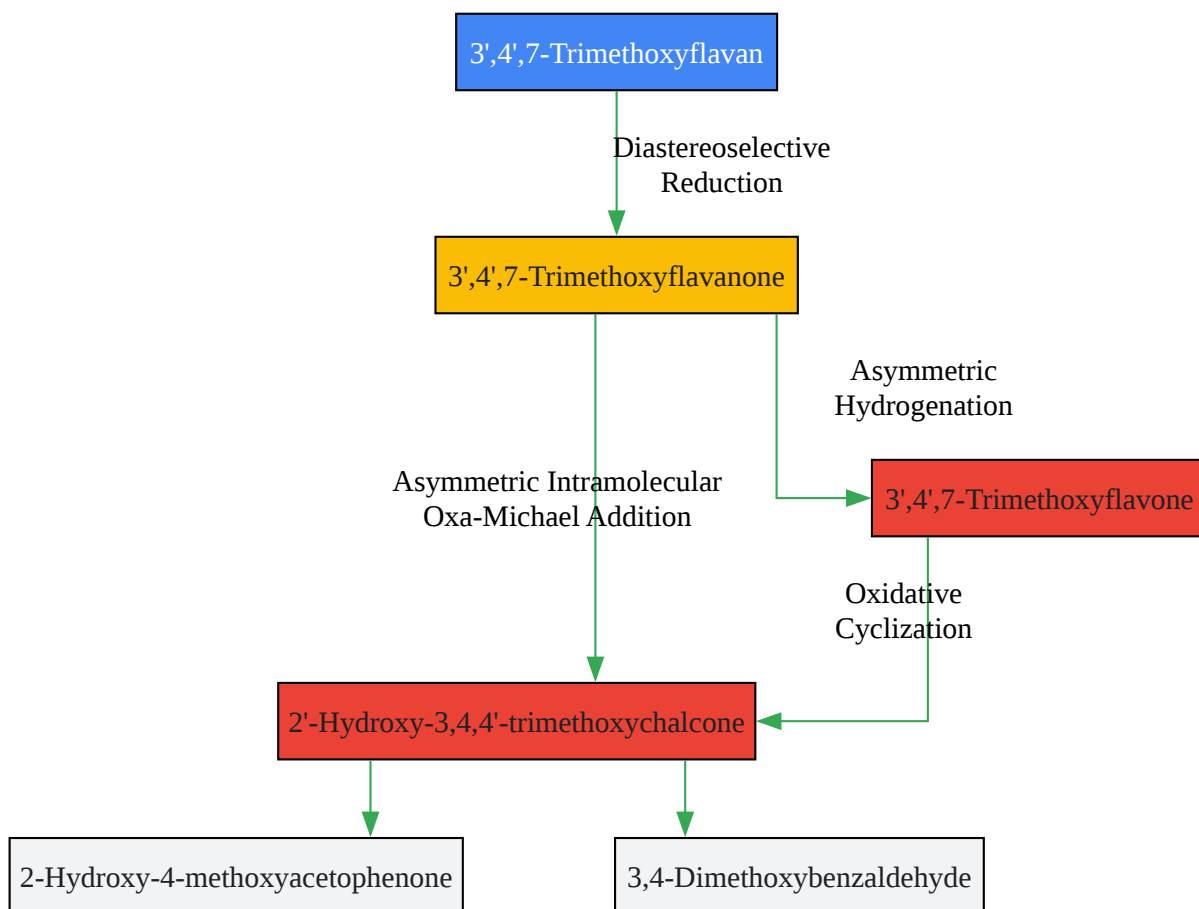 3',4',7-Trimethoxyflavan
Diastereoselective
Reduction
3',4',7-Trimethoxyflavanone
Asymmetric
Hydrogenation
Asymmetric Intramolecular
Oxa-Michael Addition
3',4',7-Trimethoxyflavone
Oxidative
Cyclization
2'-Hydroxy-3,4,4'-trimethoxychalcone
2-Hydroxy-4-methoxyacetophenone
3,4-Dimethoxybenzaldehyde